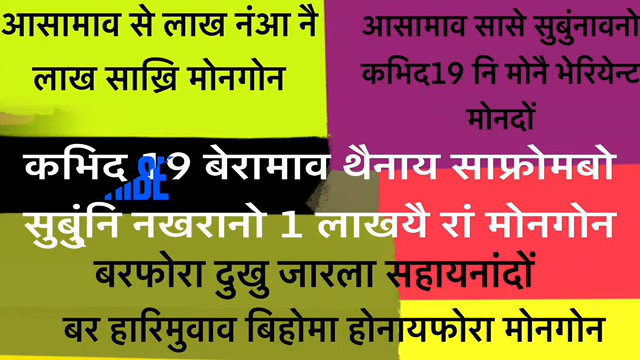 आसामाव से लाख नंआ नै
लाख साख्रि मोनगोन
आसामाव सासे सुबुंनावनो
कभिद19 नि मोनै भेरियेन्ट
मोनदों
कभिद 19 बेरामाव थैनाय साफ्रोमबो
सुबुंनि नखरानो 1 लाखयै रां मोनगोन
बरफोरा दुखु जारला सहायनांदों
बर हारिमुवाव बिहोमा होनायफोरा मोनगोन